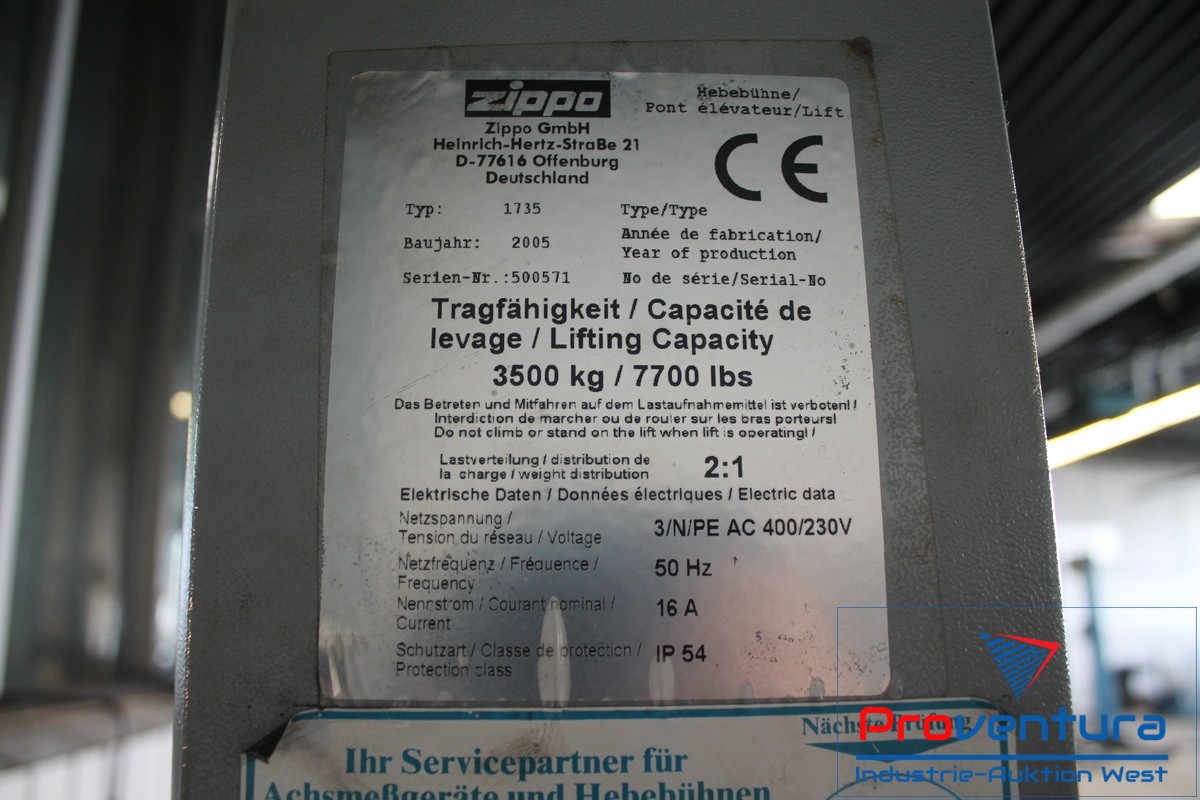 zippo
Hebebühne/
Pont élévateur/Lift
Zippo GmbH
Heinrich-Hertz-StraBe 21
D-77616 Offenburg
Deutschland
CE
Typ: 1735 Type/Type
Baujahr: 2005 Année de fabrication/
Year of production
Serien-Nr.:500571 No de série/Serial-No
Tragfähigkeit / Capacité de
levage / Lifting Capacity
3500 kg / 7700 lbs
Das Betreten und Mitfahren auf dem Lastaufnahmemittel ist verboten! /
Interdiction de marcher ou de rouler sur les bras porteurs!
Do not climb or stand on the lift when lift is operating! /
Lastverteilung / distribution de
la charge / weight distribution 2:1
Elektrische Daten / Données électriques / Electric data
Netzspannung /
Tension du réseau / Voltage 3/N/PE AC 400/230V
Netzfrequenz / Fréquence /
Frequency 50 Hz
Nennstrom / Courant nominal /
Current 16 A
Schutzart / Classe de protection /
Protection class IP 54
Nächste Prüfung
Ihr Servicepartner für
Achsmeßgeräte und Hebebühnen
Proventura
Industrie-Auktion West